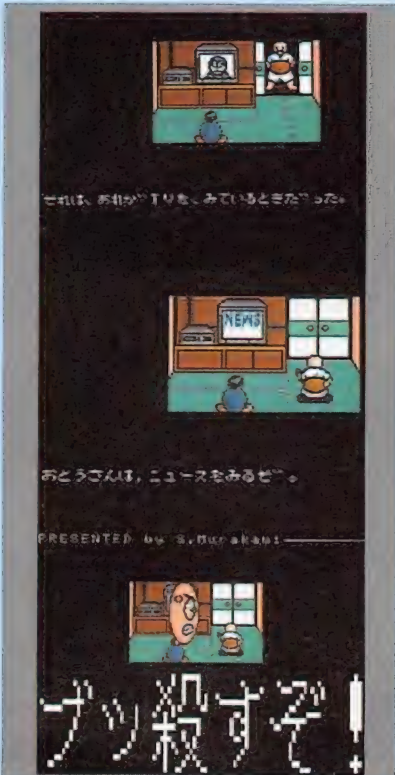 それは、おれが TVを、みているときだった。
NEWS
おとうさんは、ニュースをみるぜ。
PRESENTED by S.Murakami
ブッ殺すぞ!